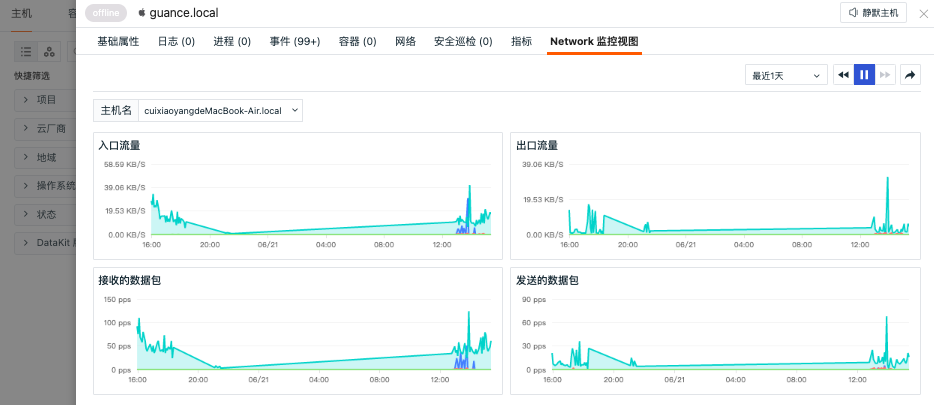 主机
offline guance.local
静默主机
基础属性 日志 (0) 进程 (0) 事件 (99+) 容器 (0) 网络 安全巡检 (0) 指标 Network 监控视图
快捷筛选
项目
云厂商
地域
操作系统
状态
DataKit
最近1天
主机名 cuixiaoyangdeMacBook-Air.local
入口流量
58.59 KB/S
39.06 KB/S
19.53 KB/S
0.00 KB/S
16:00 20:00 06/21 04:00 08:00 12:00
出口流量
39.06 KB/S
19.53 KB/S
0.00 KB/S
16:00 20:00 06/21 04:00 08:00 12:00
接收的数据包
150 pps
100 pps
50 pps
0 pps
16:00 20:00 06/21 04:00 08:00 12:00
发送的数据包
90 pps
60 pps
30 pps
0 pps
16:00 20:00 06/21 04:00 08:00 12:00